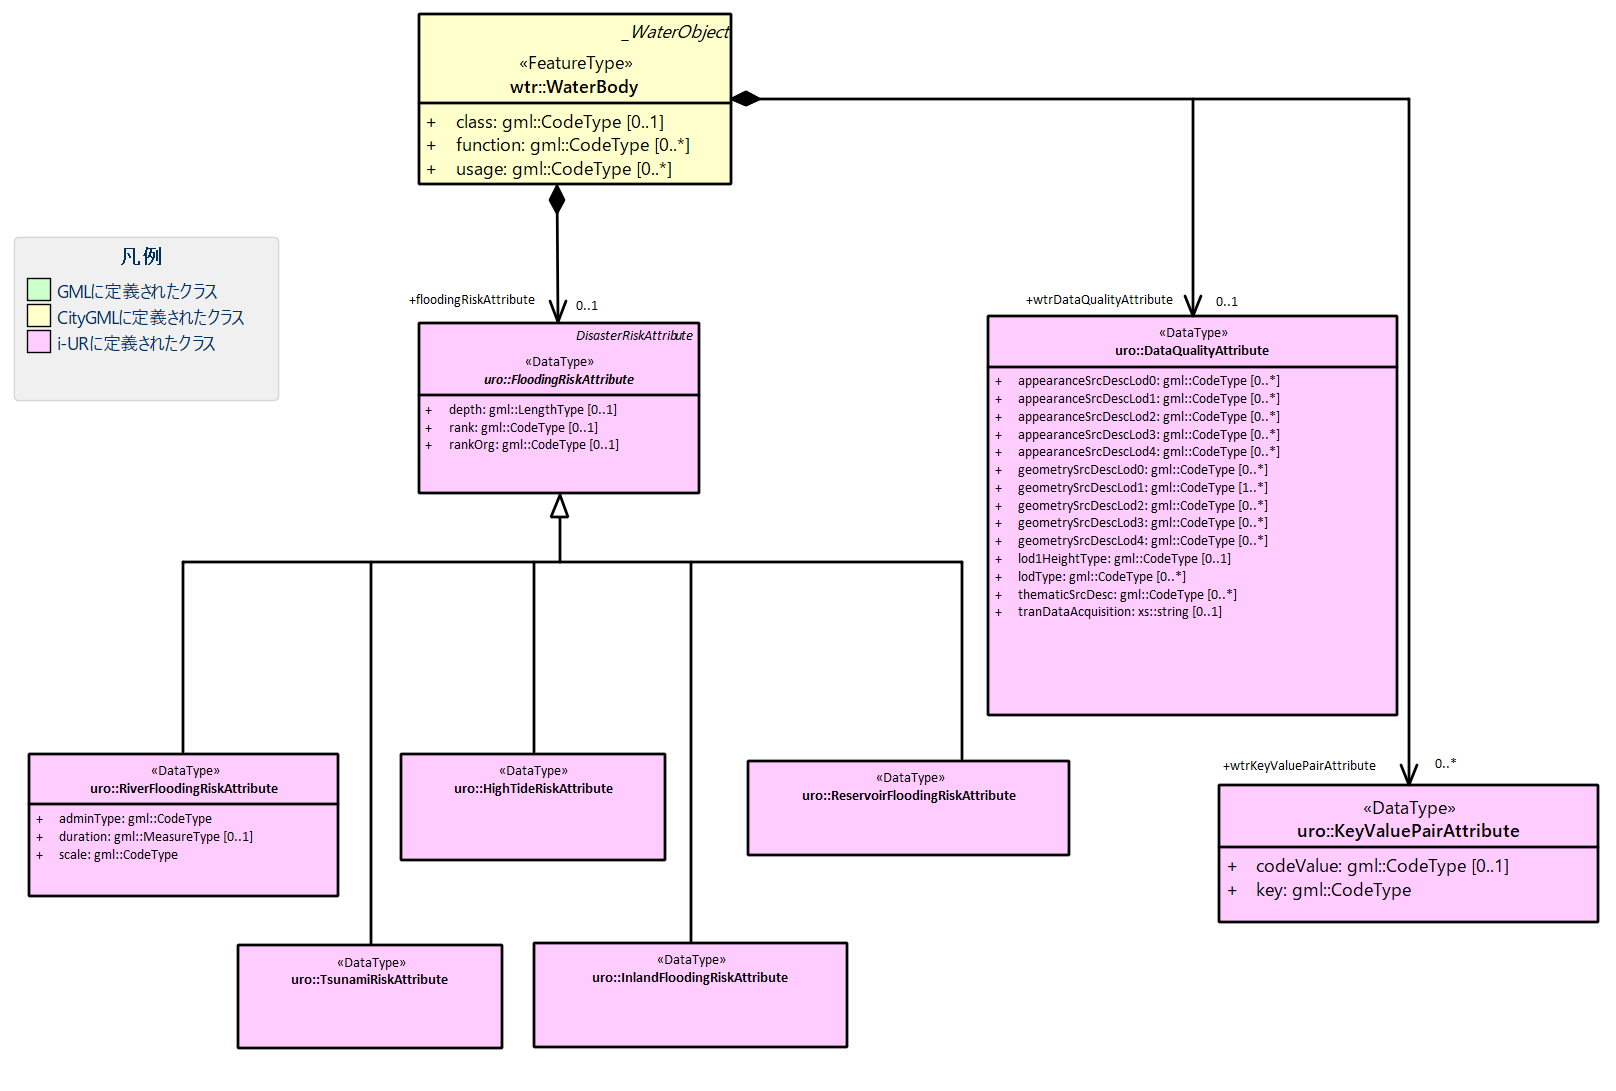 _WaterObject
«FeatureType»
wtr::WaterBody
+ class: gml::CodeType [0..1]
+ function: gml::CodeType [0..*]
+ usage: gml::CodeType [0..*]
凡例
GMLに定義されたクラス
CityGMLに定義されたクラス
i-URに定義されたクラス
+floodingRiskAttribute
0..1
DisasterRiskAttribute
«DataType»
uro::FloodingRiskAttribute
+ depth: gml::LengthType [0..1]
+ rank: gml::CodeType [0..1]
+ rankOrg: gml::CodeType [0..1]
+wtrDataQualityAttribute
0..1
«DataType»
uro::DataQualityAttribute
+ appearanceSrcDescLod0: gml::CodeType [0..*]
+ appearanceSrcDescLod1: gml::CodeType [0..*]
+ appearanceSrcDescLod2: gml::CodeType [0..*]
+ appearanceSrcDescLod3: gml::CodeType [0..*]
+ appearanceSrcDescLod4: gml::CodeType [0..*]
+ geometrySrcDescLod0: gml::CodeType [0..*]
+ geometrySrcDescLod1: gml::CodeType [1..*]
+ geometrySrcDescLod2: gml::CodeType [0..*]
+ geometrySrcDescLod3: gml::CodeType [0..*]
+ geometrySrcDescLod4: gml::CodeType [0..*]
+ lod1HeightType: gml::CodeType [0..1]
+ lodType: gml::CodeType [0..*]
+ thematicSrcDesc: gml::CodeType [0..*]
+ tranDataAcquisition: xs::string [0..1]
«DataType»
uro::RiverFloodingRiskAttribute
+ adminType: gml::CodeType
+ duration: gml::MeasureType [0..1]
+ scale: gml::CodeType
«DataType»
uro::HighTideRiskAttribute
«DataType»
uro::ReservoirFloodingRiskAttribute
+wtrKeyValuePairAttribute
0..*
«DataType»
uro::KeyValuePairAttribute
+ codeValue: gml::CodeType [0..1]
+ key: gml::CodeType
«DataType»
uro::TsunamiRiskAttribute
«DataType»
uro::InlandFloodingRiskAttribute